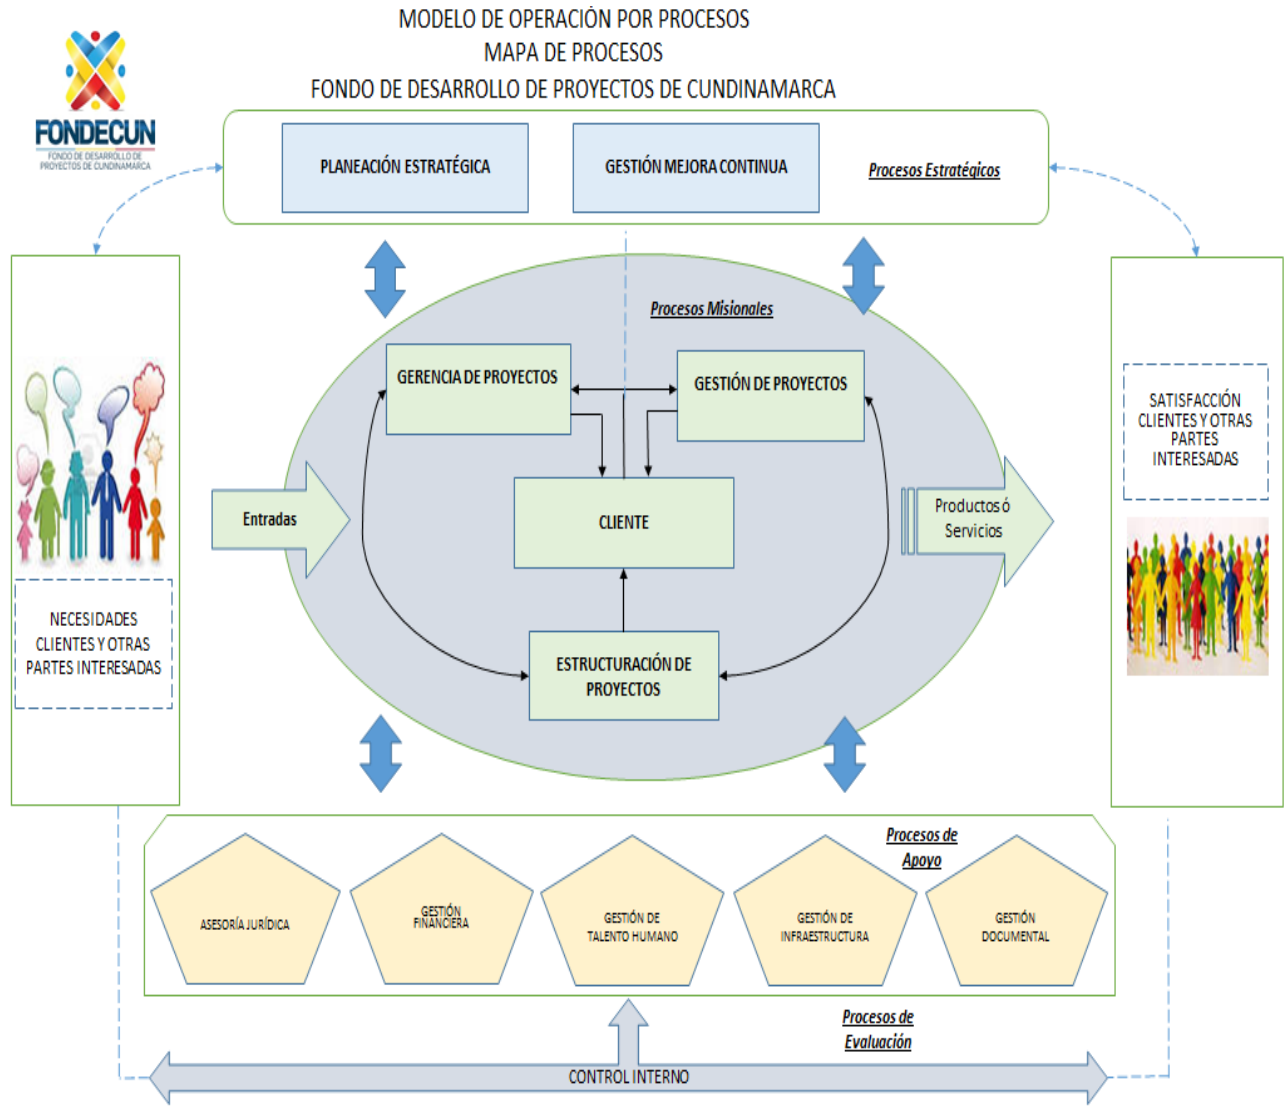 MODELO DE OPERACIÓN POR PROCESOS
MAPA DE PROCESOS
FONDO DE DESARROLLO DE PROYECTOS DE CUNDINAMARCA
FONDECUN
FONDO DE DESARROLLO DE
PROYECTOS DE CUNDINAMARCA
PLANEACIÓN ESTRATÉGICA
GESTIÓN MEJORA CONTINUA
Procesos Estratégicos
Procesos Misionales
GERENCIA DE PROYECTOS
GESTIÓN DE PROYECTOS
SATISFACCIÓN
CLIENTES Y OTRAS
PARTES
INTERESADAS
Entradas
CLIENTE
Productos ó
Servicios
NECESIDADES
CLIENTES Y OTRAS
PARTES INTERESADAS
ESTRUCTURACIÓN DE
PROYECTOS
Procesos de
Apoyo
ASESORÍA JURÍDICA
GESTIÓN
FINANCIERA
GESTIÓN DE
TALENTO HUMANO
GESTIÓN DE
INFRAESTRUCTURA
GESTIÓN
DOCUMENTAL
Procesos de
Evaluación
CONTROL INTERNO